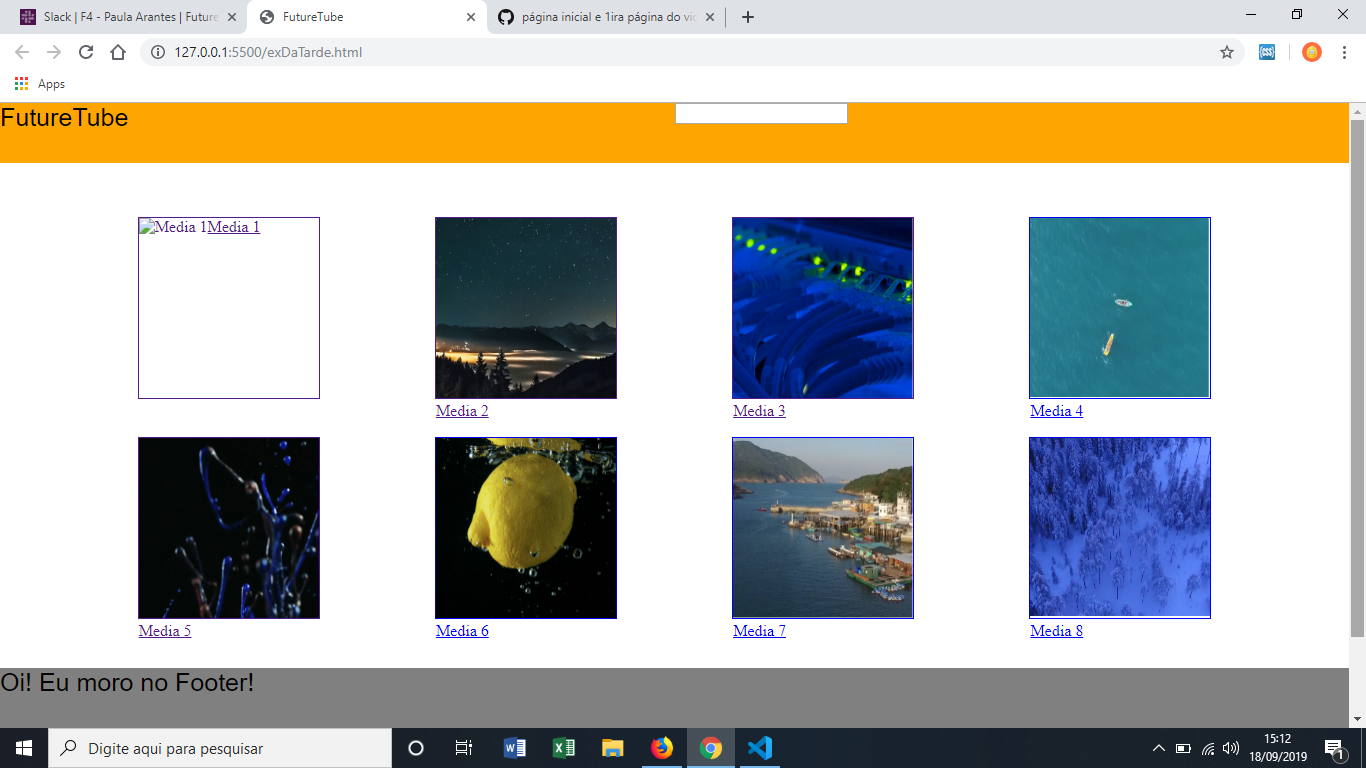 Slack | F4 - Paula Arantes | Future
FutureTube
página inicial e 1ira página do vic
127.0.0.1:5500/exDaTarde.html
Apps
FutureTube
Media 1Media 1
Media 2
Media 3
Media 4
Media 5
Media 6
Media 7
Media 8
Oi! Eu moro no Footer!
Digite aqui para pesquisar
15:12
18/09/2019
1